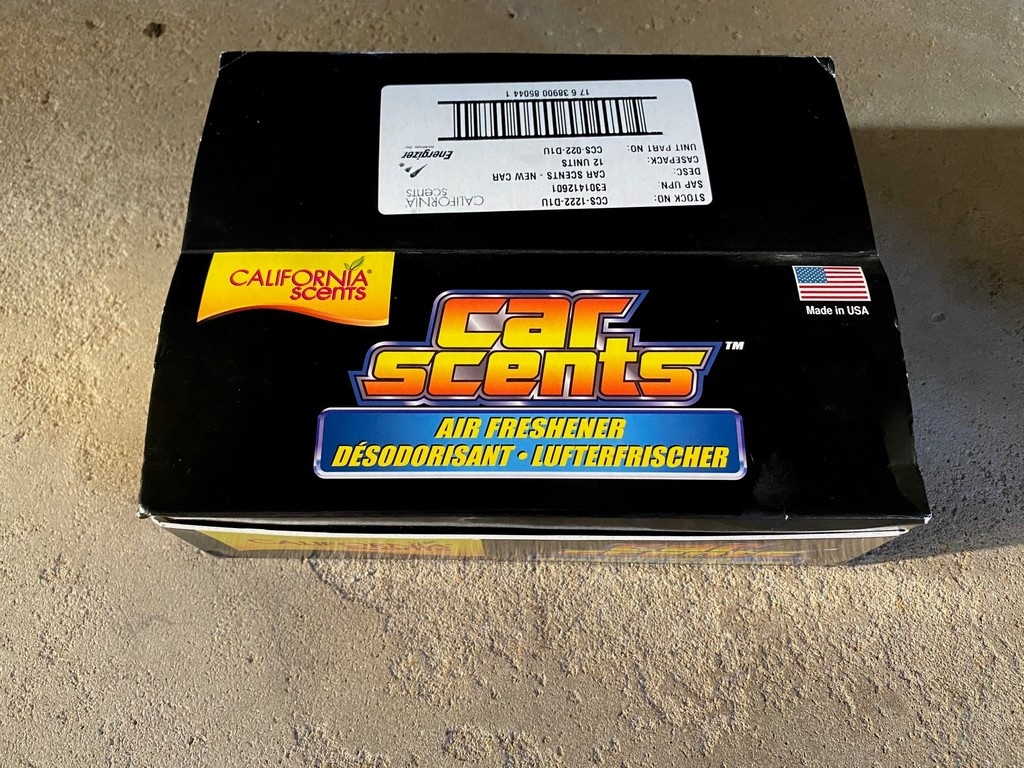 CALIFORNIA
scents
STOCK NO: CCS-1222-D1U
SAP UPN: E301412601
DESC: CAR SCENTS - NEW CAR
CASEPACK: 12 UNITS
UNIT PART NO: CCS-022-D1U
Energizer
17 6 38900 85044 1
CALIFORNIA®
scents
Made in USA
car
scents™
AIR FRESHENER
DÉSODORISANT • LUFTERFRISCHER